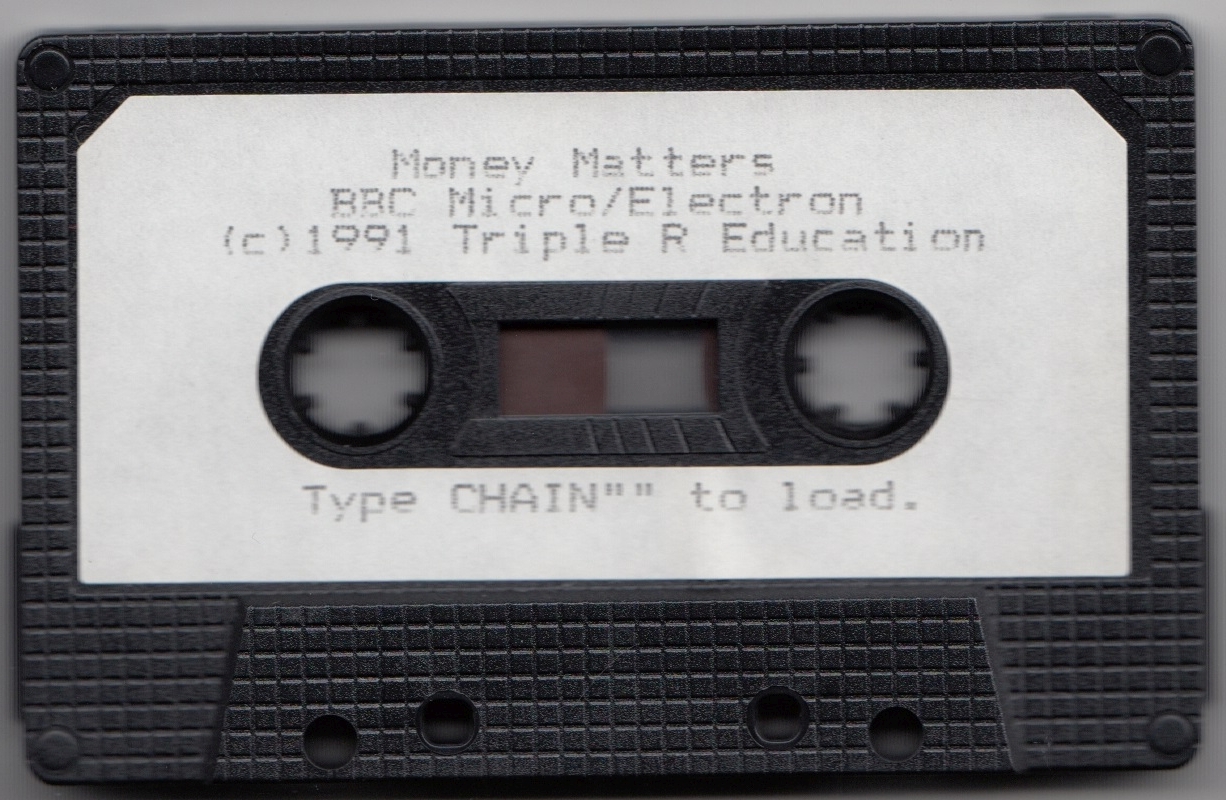 Money Matters
BBC Micro/Electron
(c)1991 Triple R Education
Type CHAIN"" to load.